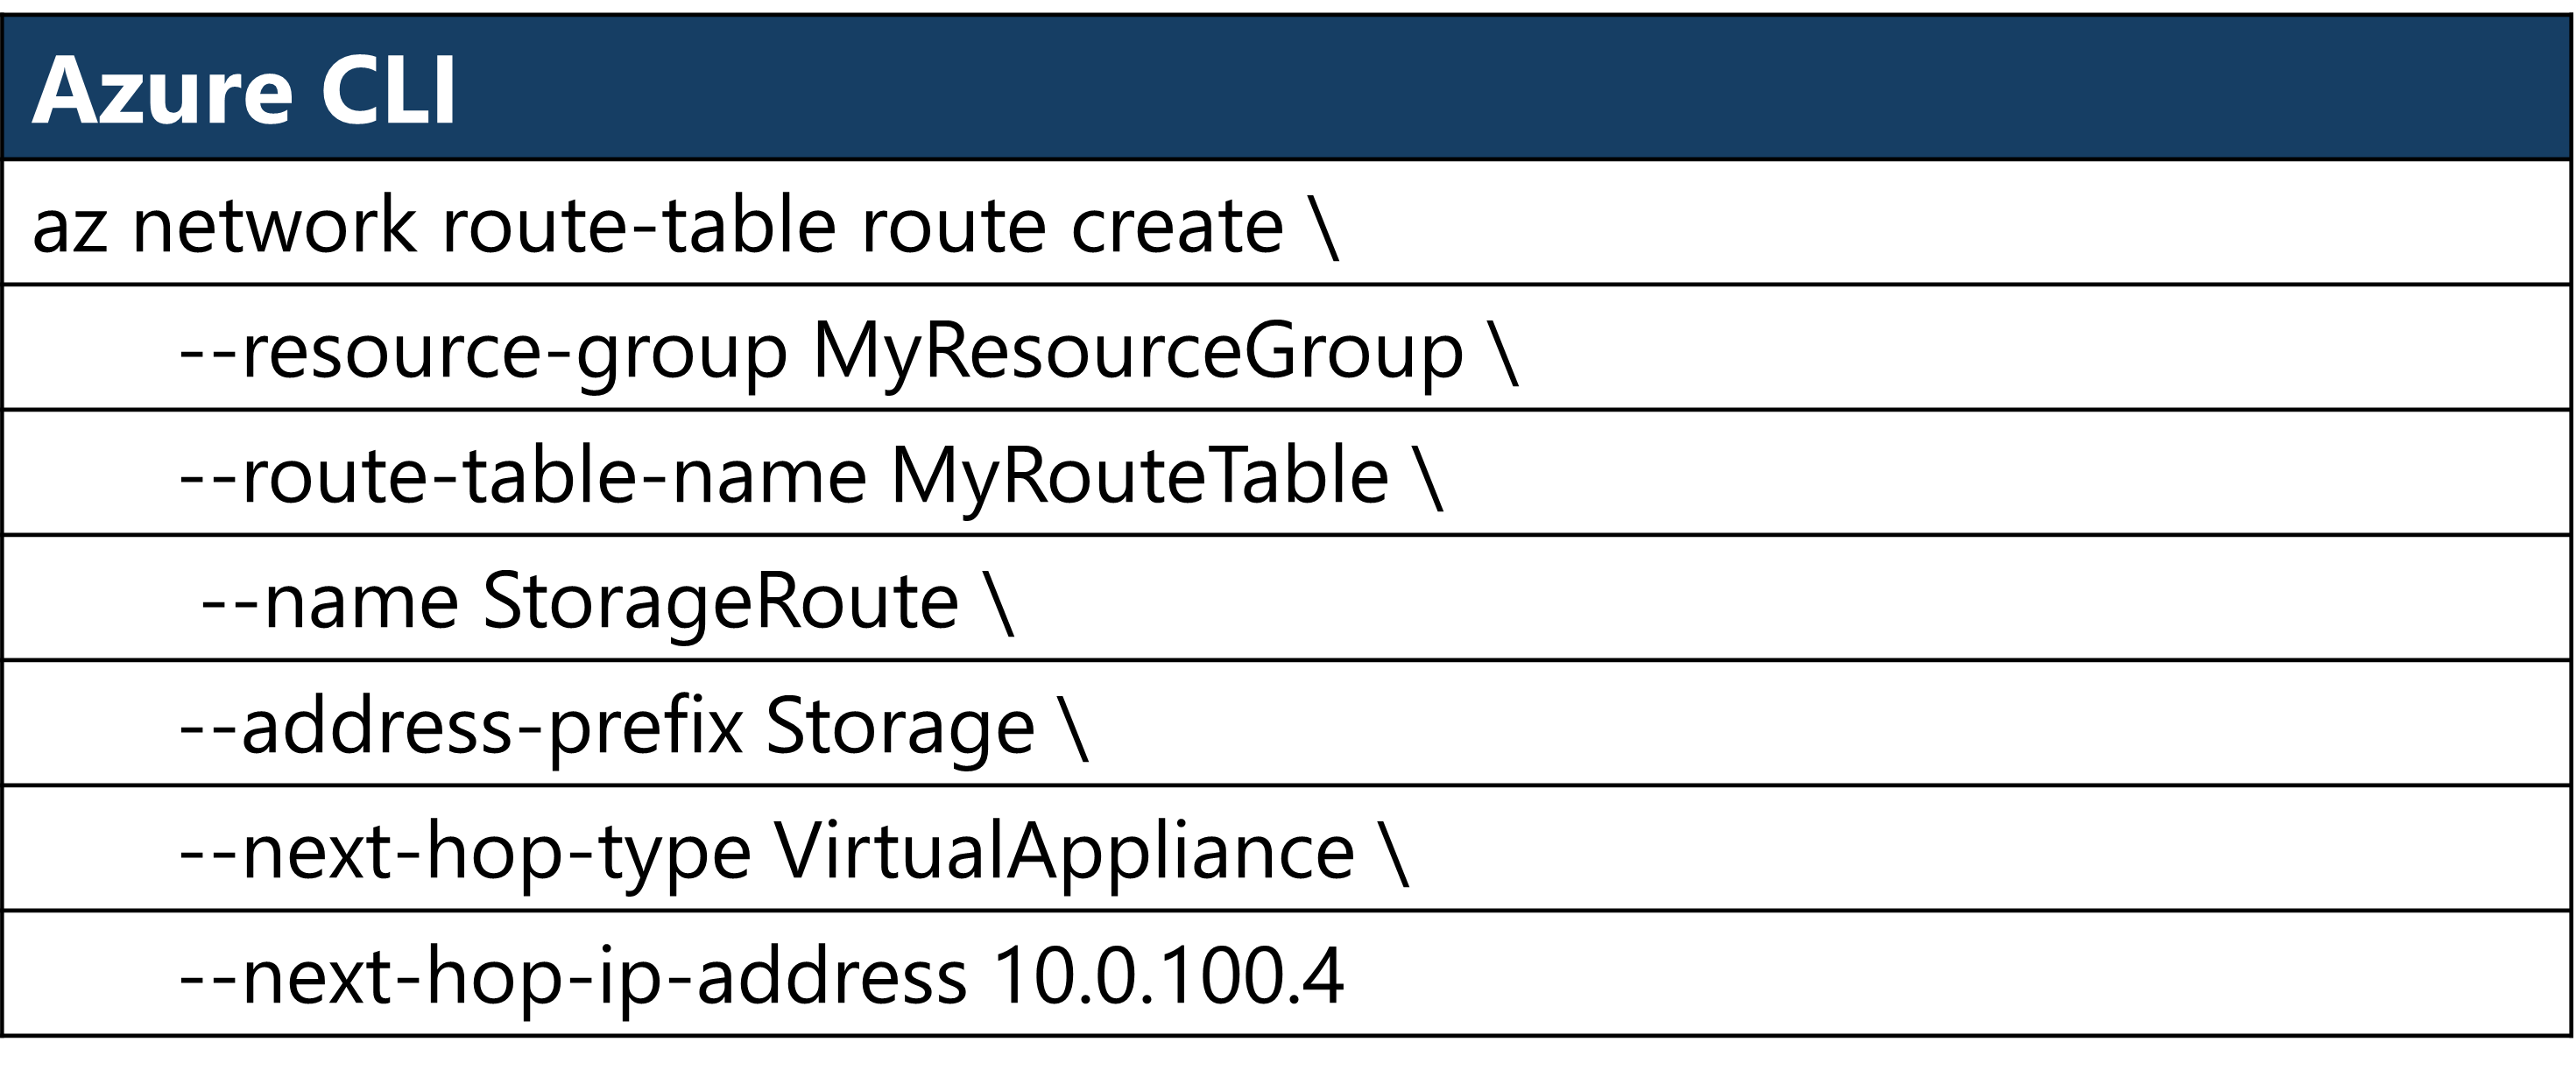 Azure CLI
az network route-table route create \
--resource-group MyResourceGroup \
--route-table-name MyRouteTable \
--name StorageRoute \
--address-prefix Storage \
--next-hop-type VirtualAppliance \
--next-hop-ip-address 10.0.100.4